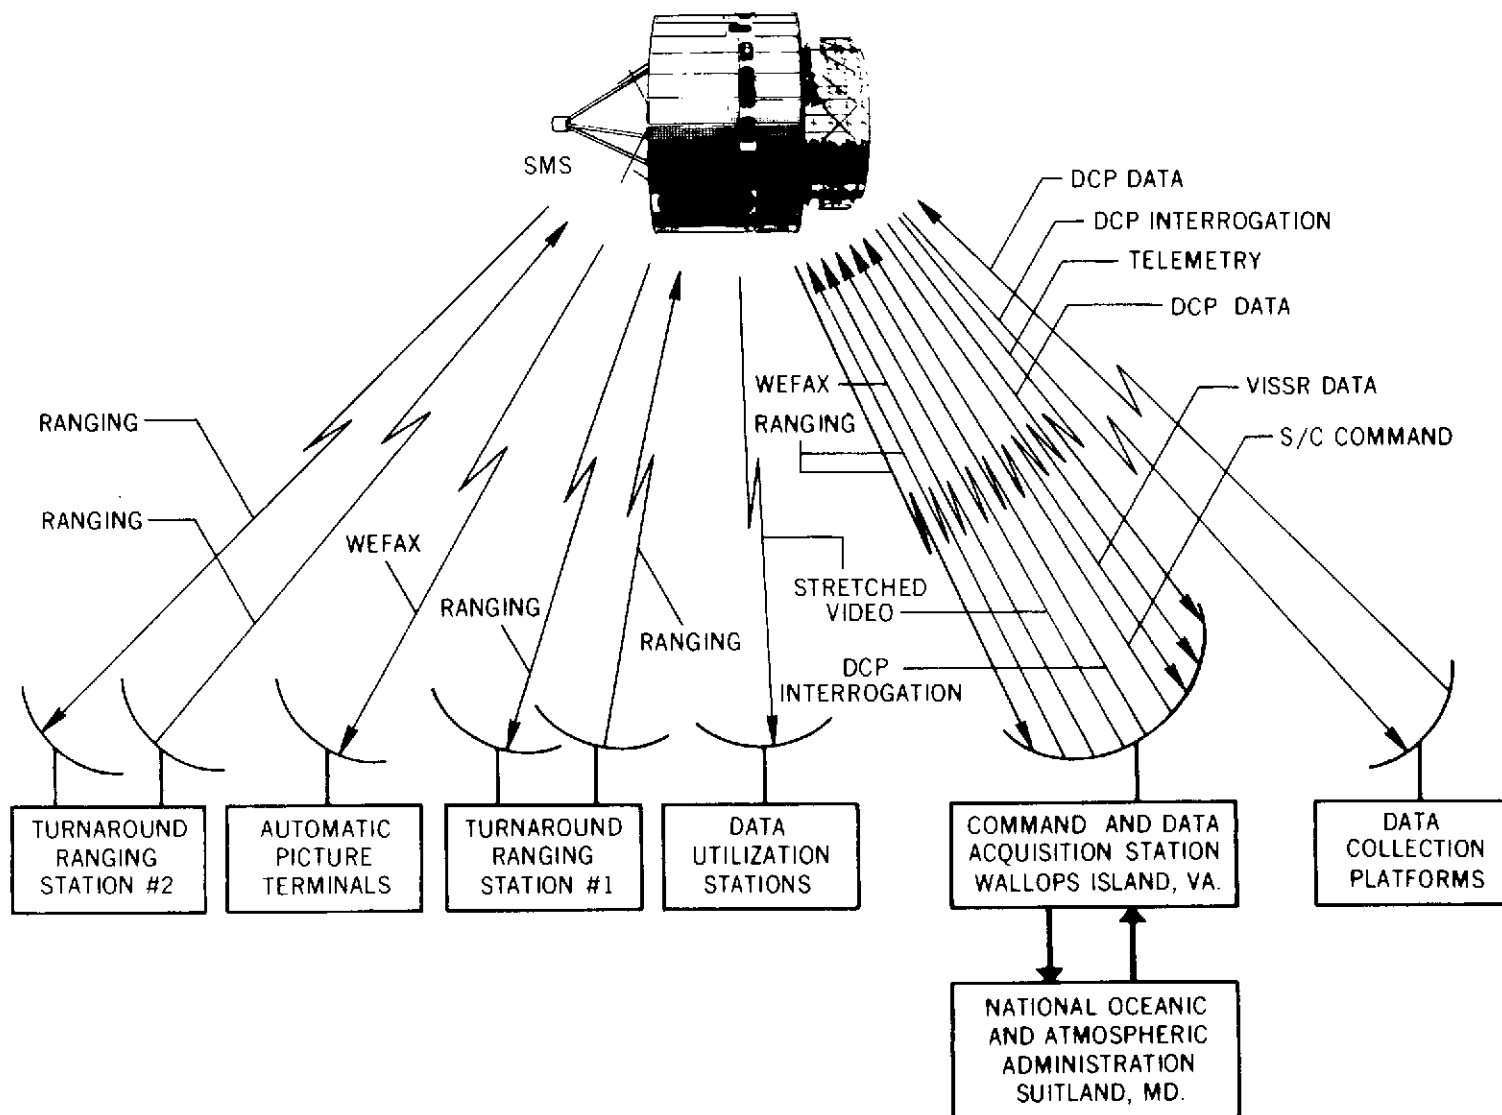 SMS
DCP DATA
DCP INTERROGATION
TELEMETRY
DCP DATA
WEFAX
RANGING
VISSR DATA
S/C COMMAND
RANGING
RANGING
WEFAX
RANGING
RANGING
STRETCHED
VIDEO
DCP
INTERROGATION
TURNAROUND
RANGING
STATION #2
AUTOMATIC
PICTURE
TERMINALS
TURNAROUND
RANGING
STATION #1
DATA
UTILIZATION
STATIONS
COMMAND AND DATA
ACQUISITION STATION
WALLOPS ISLAND, VA.
DATA
COLLECTION
PLATFORMS
NATIONAL OCEANIC
AND ATMOSPHERIC
ADMINISTRATION
SUITLAND, MD.